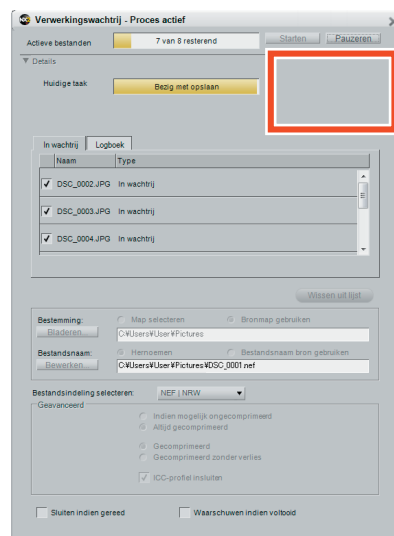 NX2 Verwerkingswachtrij - Proces actief
Actieve bestanden 7 van 8 resterend Starten Pauzeren
Details
Huidige taak Bezig met opslaan
In wachtrij Logboek
Naam Type
DSC_0002.JPG In wachtrij
DSC_0003.JPG In wachtrij
DSC_0004.JPG In wachtrij
Wissen uit lijst
Bestemming: Map selecteren Bronmap gebruiken
Bladeren... C:¥Users¥User¥Pictures
Bestandsnaam: Hernoemen Bestandsnaam bron gebruiken
Bewerken... C:¥Users¥User¥Pictures¥DSC_0001.nef
Bestandsindeling selecteren: NEF | NRW
Geavanceerd
Indien mogelijk ongecomprimeerd
Altijd gecomprimeerd
Gecomprimeerd
Gecomprimeerd zonder verlies
ICC-profiel insluiten
Sluiten indien gereed Waarschuwen indien voltooid